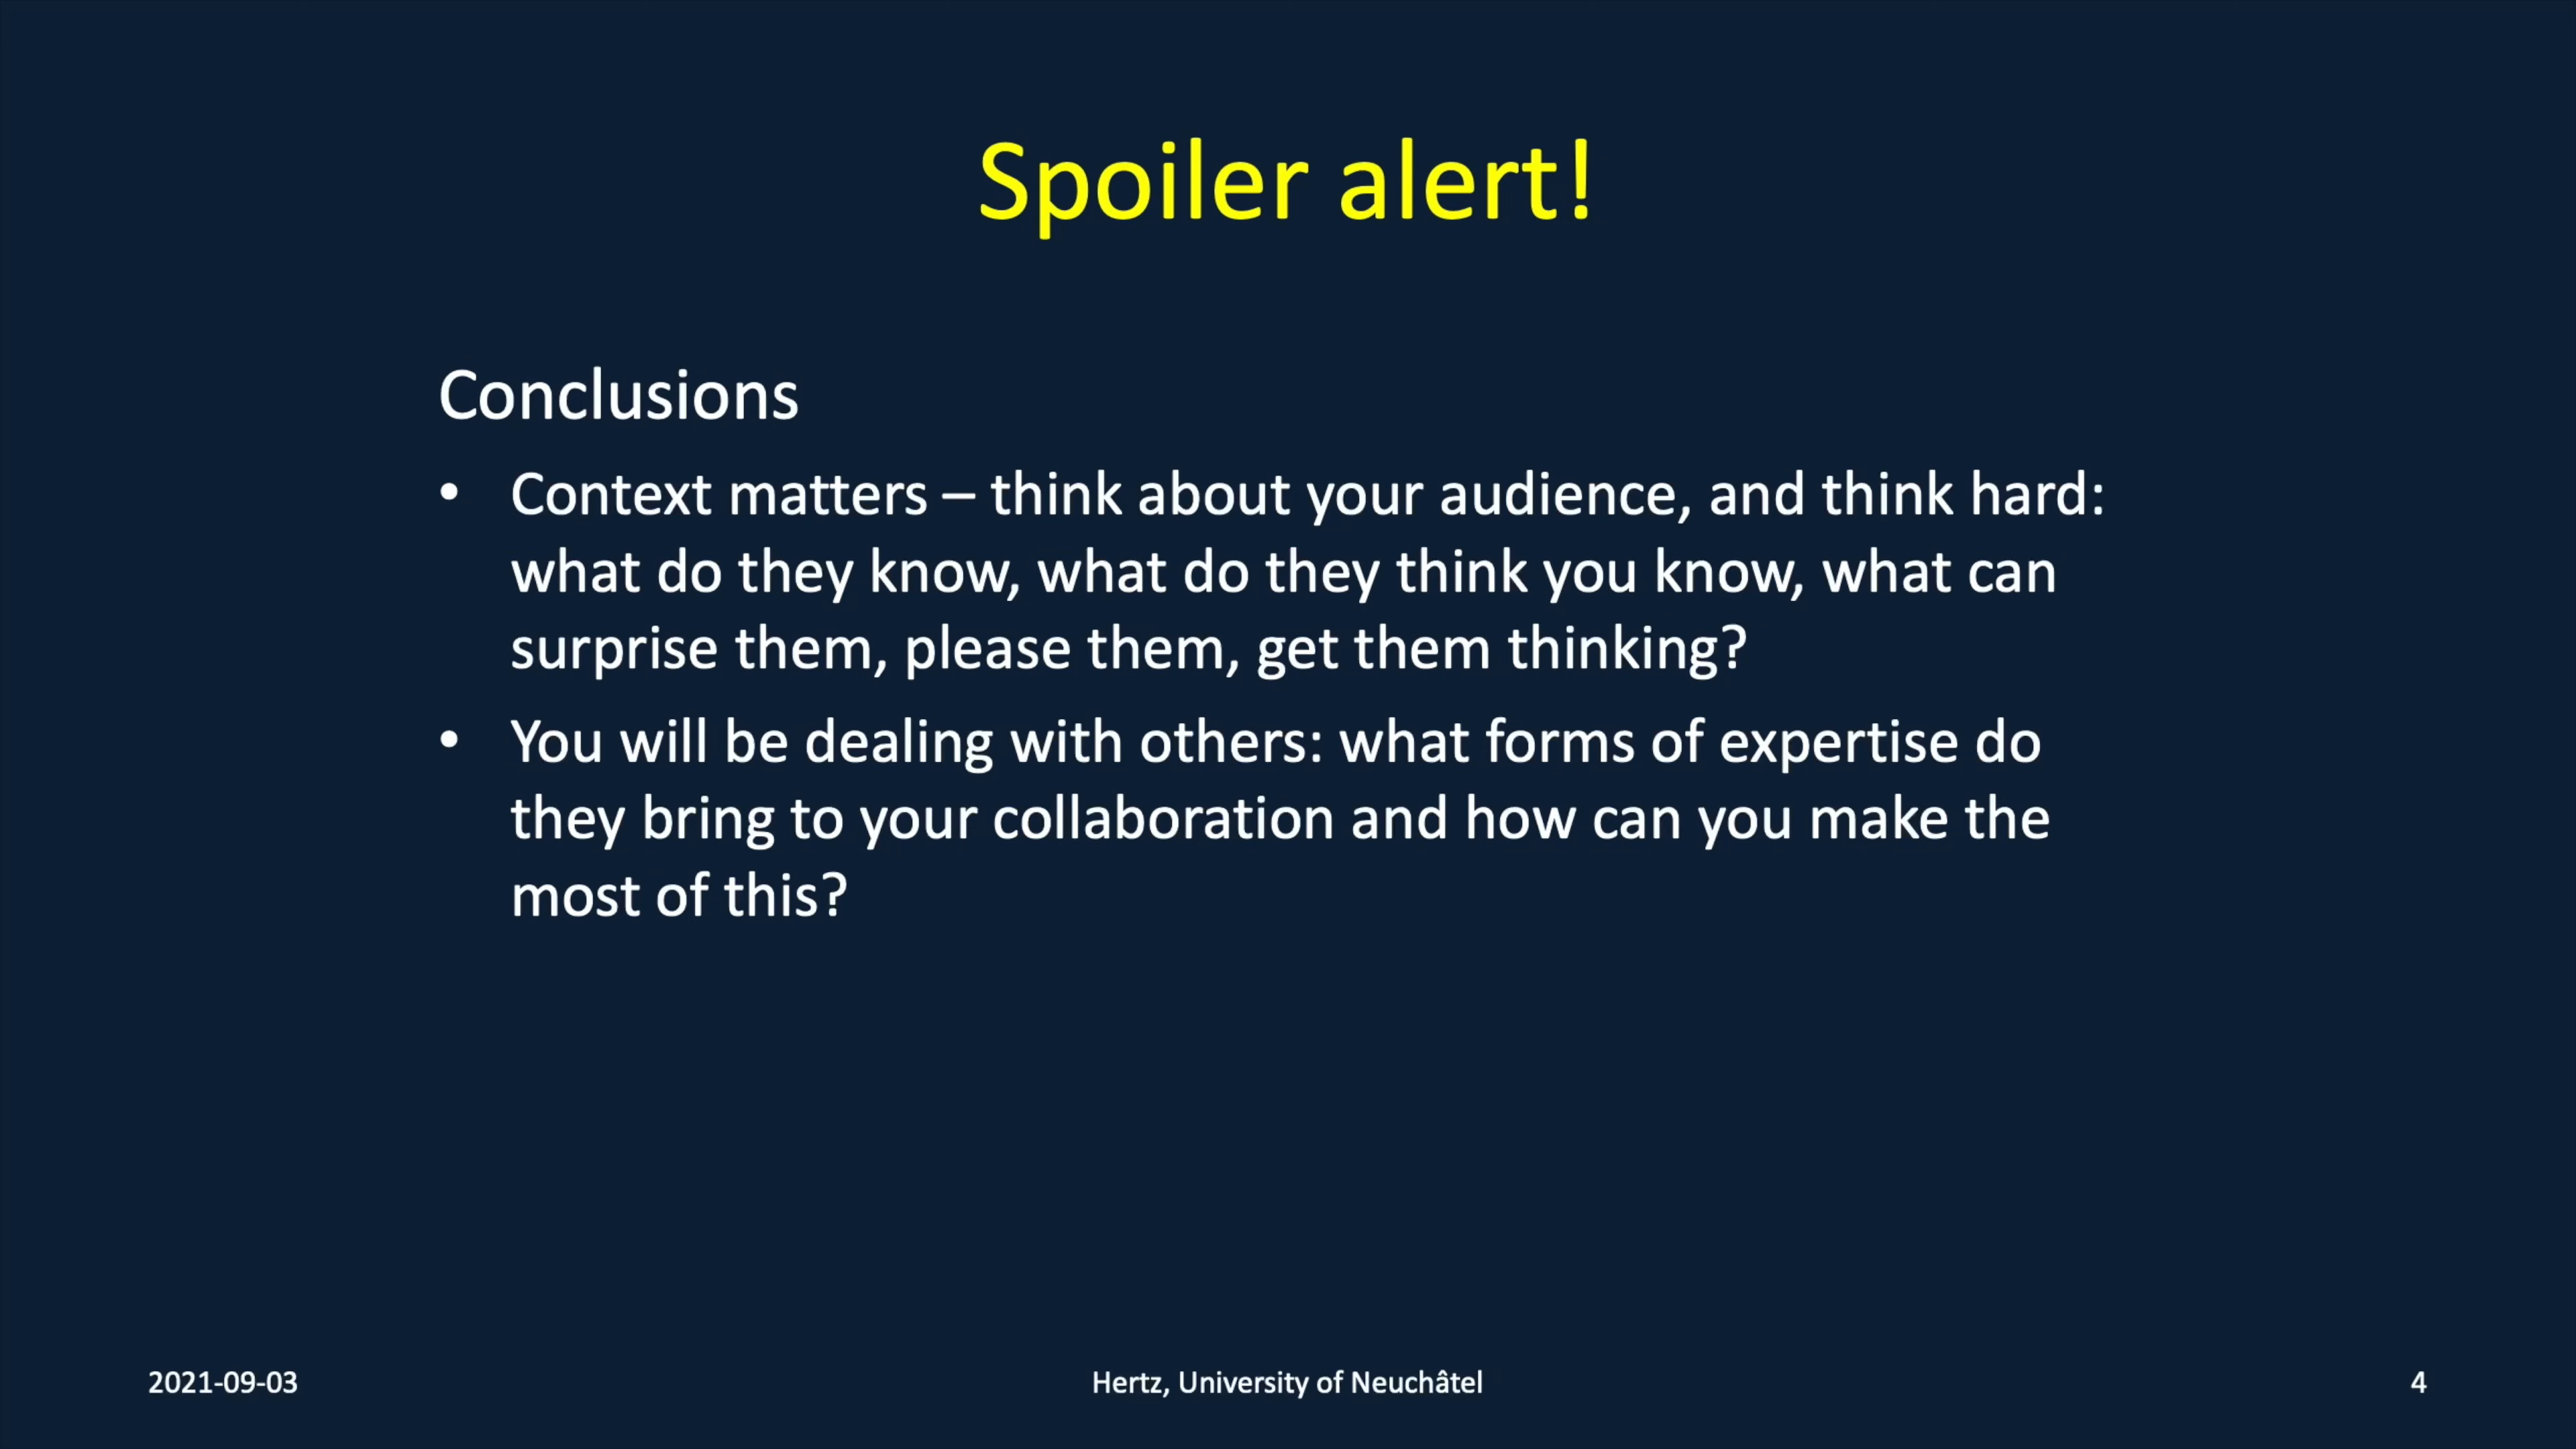 Spoiler alert!
Conclusions
• Context matters – think about your audience, and think hard:
what do they know, what do they think you know, what can
surprise them, please them, get them thinking?
• You will be dealing with others: what forms of expertise do
they bring to your collaboration and how can you make the
most of this?
2021-09-03
Hertz, University of Neuchâtel
4